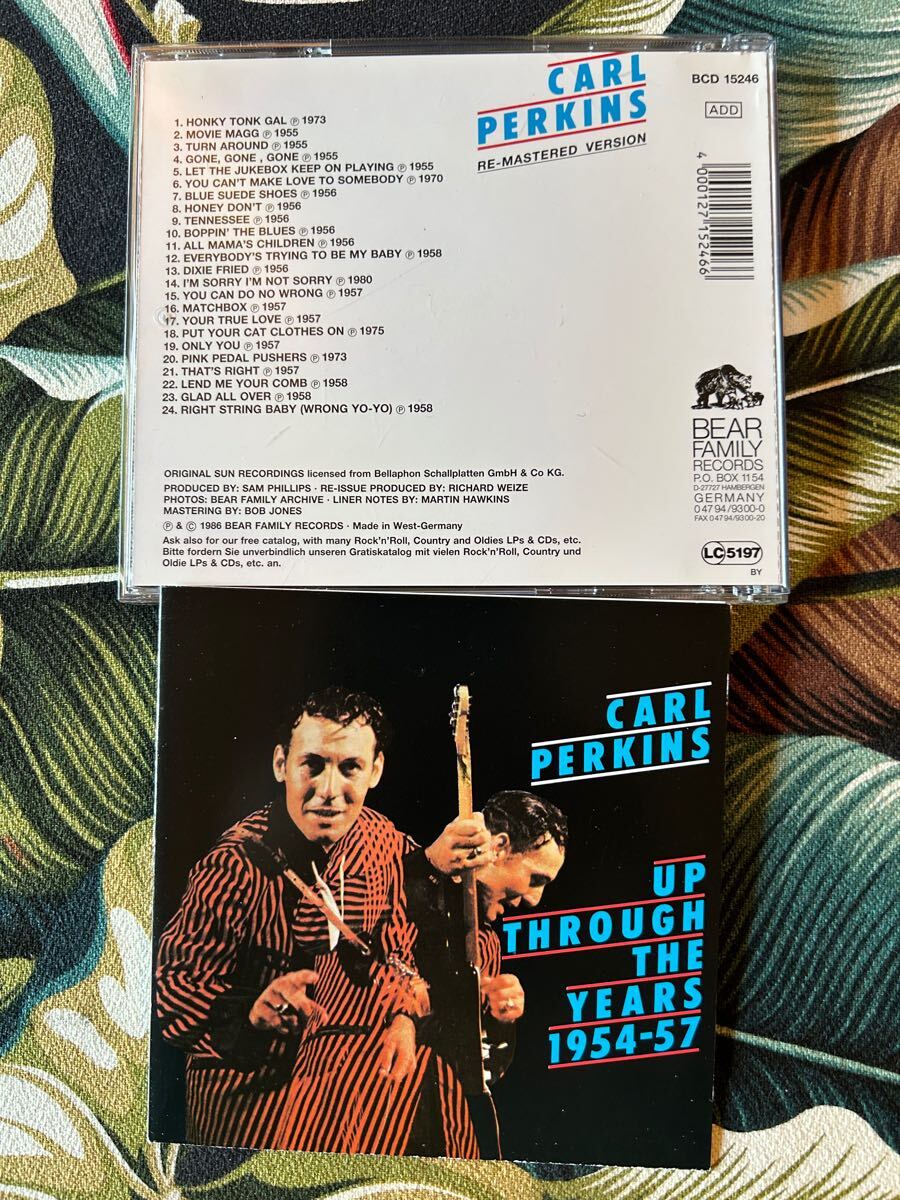 CARL
PERKINS
RE-MASTERED VERSION
BCD 15246
ADD
4 000127 152466
1. HONKY TONK GAL ℗ 1973
2. MOVIE MAGG ℗ 1955
3. TURN AROUND ℗ 1955
4. GONE, GONE , GONE ℗ 1955
5. LET THE JUKEBOX KEEP ON PLAYING ℗ 1955
6. YOU CAN'T MAKE LOVE TO SOMEBODY ℗ 1970
7. BLUE SUEDE SHOES ℗ 1956
8. HONEY DON'T ℗ 1956
9. TENNESSEE ℗ 1956
10. BOPPIN' THE BLUES ℗ 1956
11. ALL MAMA'S CHILDREN ℗ 1956
12. EVERYBODY'S TRYING TO BE MY BABY ℗ 1958
13. DIXIE FRIED ℗ 1956
14. I'M SORRY I'M NOT SORRY ℗ 1980
15. YOU CAN DO NO WRONG ℗ 1957
16. MATCHBOX ℗ 1957
17. YOUR TRUE LOVE ℗ 1957
18. PUT YOUR CAT CLOTHES ON ℗ 1975
19. ONLY YOU ℗ 1957
20. PINK PEDAL PUSHERS ℗ 1973
21. THAT'S RIGHT ℗ 1957
22. LEND ME YOUR COMB ℗ 1958
23. GLAD ALL OVER ℗ 1958
24. RIGHT STRING BABY (WRONG YO-YO) ℗ 1958
BEAR
FAMILY
RECORDS
P.O. BOX 1154
D-27727 HAMBERGEN
GERMANY
0 47 94/9300-0
FAX 0 47 94/9300-20
LC 5197
BY
ORIGINAL SUN RECORDINGS licensed from Bellaphon Schallplatten GmbH & Co KG.
PRODUCED BY: SAM PHILLIPS · RE-ISSUE PRODUCED BY: RICHARD WEIZE
PHOTOS: BEAR FAMILY ARCHIVE · LINER NOTES BY: MARTIN HAWKINS
MASTERING BY: BOB JONES
℗ & © 1986 BEAR FAMILY RECORDS · Made in West-Germany
Ask also for our free catalog, with many Rock'n'Roll, Country and Oldies LPs & CDs, etc.
Bitte fordern Sie unverbindlich unseren Gratiskatalog mit vielen Rock'n'Roll, Country und
Oldie LPs & CDs, etc. an.
CARL
PERKINS
UP
THROUGH
THE
YEARS
1954-57